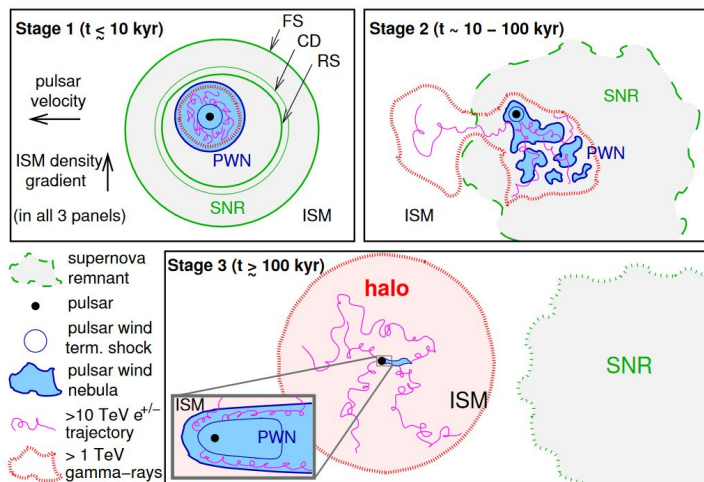 Stage 1 (t ≲ 10 kyr)
FS
CD
RS
pulsar
velocity
ISM density
gradient
(in all 3 panels)
PWN
SNR
ISM
Stage 2 (t ~ 10 − 100 kyr)
SNR
PWN
ISM
supernova
remnant
pulsar
pulsar wind
term. shock
pulsar wind
nebula
>10 TeV e+/−
trajectory
> 1 TeV
gamma−rays
Stage 3 (t ≳ 100 kyr)
halo
ISM
SNR
ISM
PWN